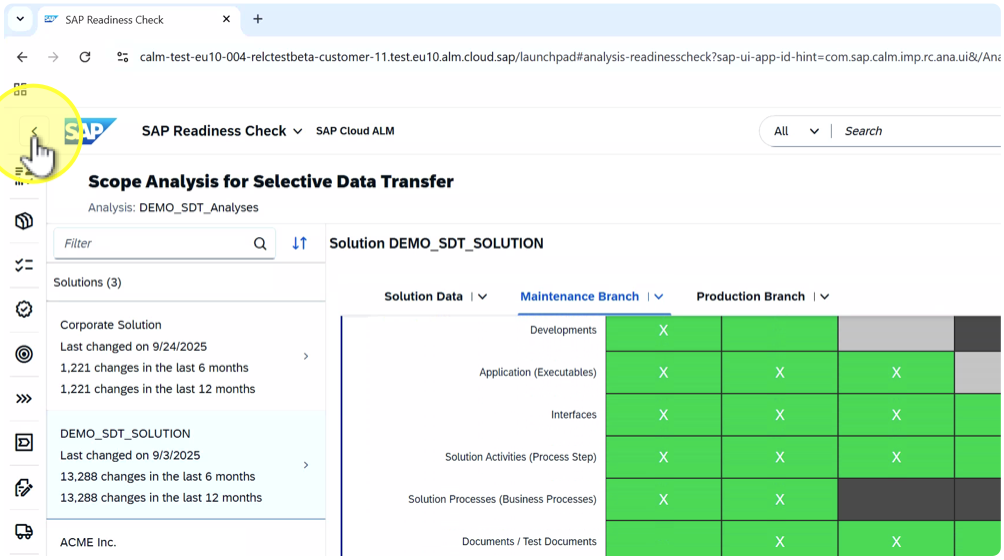 SAP Readiness Check
calm-test-eu10-004-relctestbeta-customer-11.test.eu10.alm.cloud.sap/launchpad#analysis-readinesscheck?sap-ui-app-id-hint=com.sap.calm.imp.rc.ana.ui&/Ana
SAP SAP Readiness Check SAP Cloud ALM All Search
Scope Analysis for Selective Data Transfer
Analysis: DEMO_SDT_Analyses
Filter
Solution DEMO_SDT_SOLUTION
Solutions (3)
Solution Data Maintenance Branch Production Branch
Corporate Solution
Last changed on 9/24/2025
1,221 changes in the last 6 months
1,221 changes in the last 12 months
DEMO_SDT_SOLUTION
Last changed on 9/3/2025
13,288 changes in the last 6 months
13,288 changes in the last 12 months
ACME Inc.
Developments X
Application (Executables) X X X
Interfaces X X X
Solution Activities (Process Step) X X X
Solution Processes (Business Processes) X X
Documents / Test Documents X X